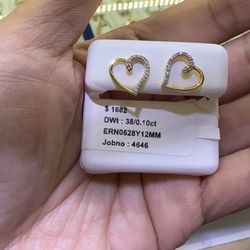 $ 1682
DWt : 38/0.10ct
ERN0628Y12MM
Jobno : 4646